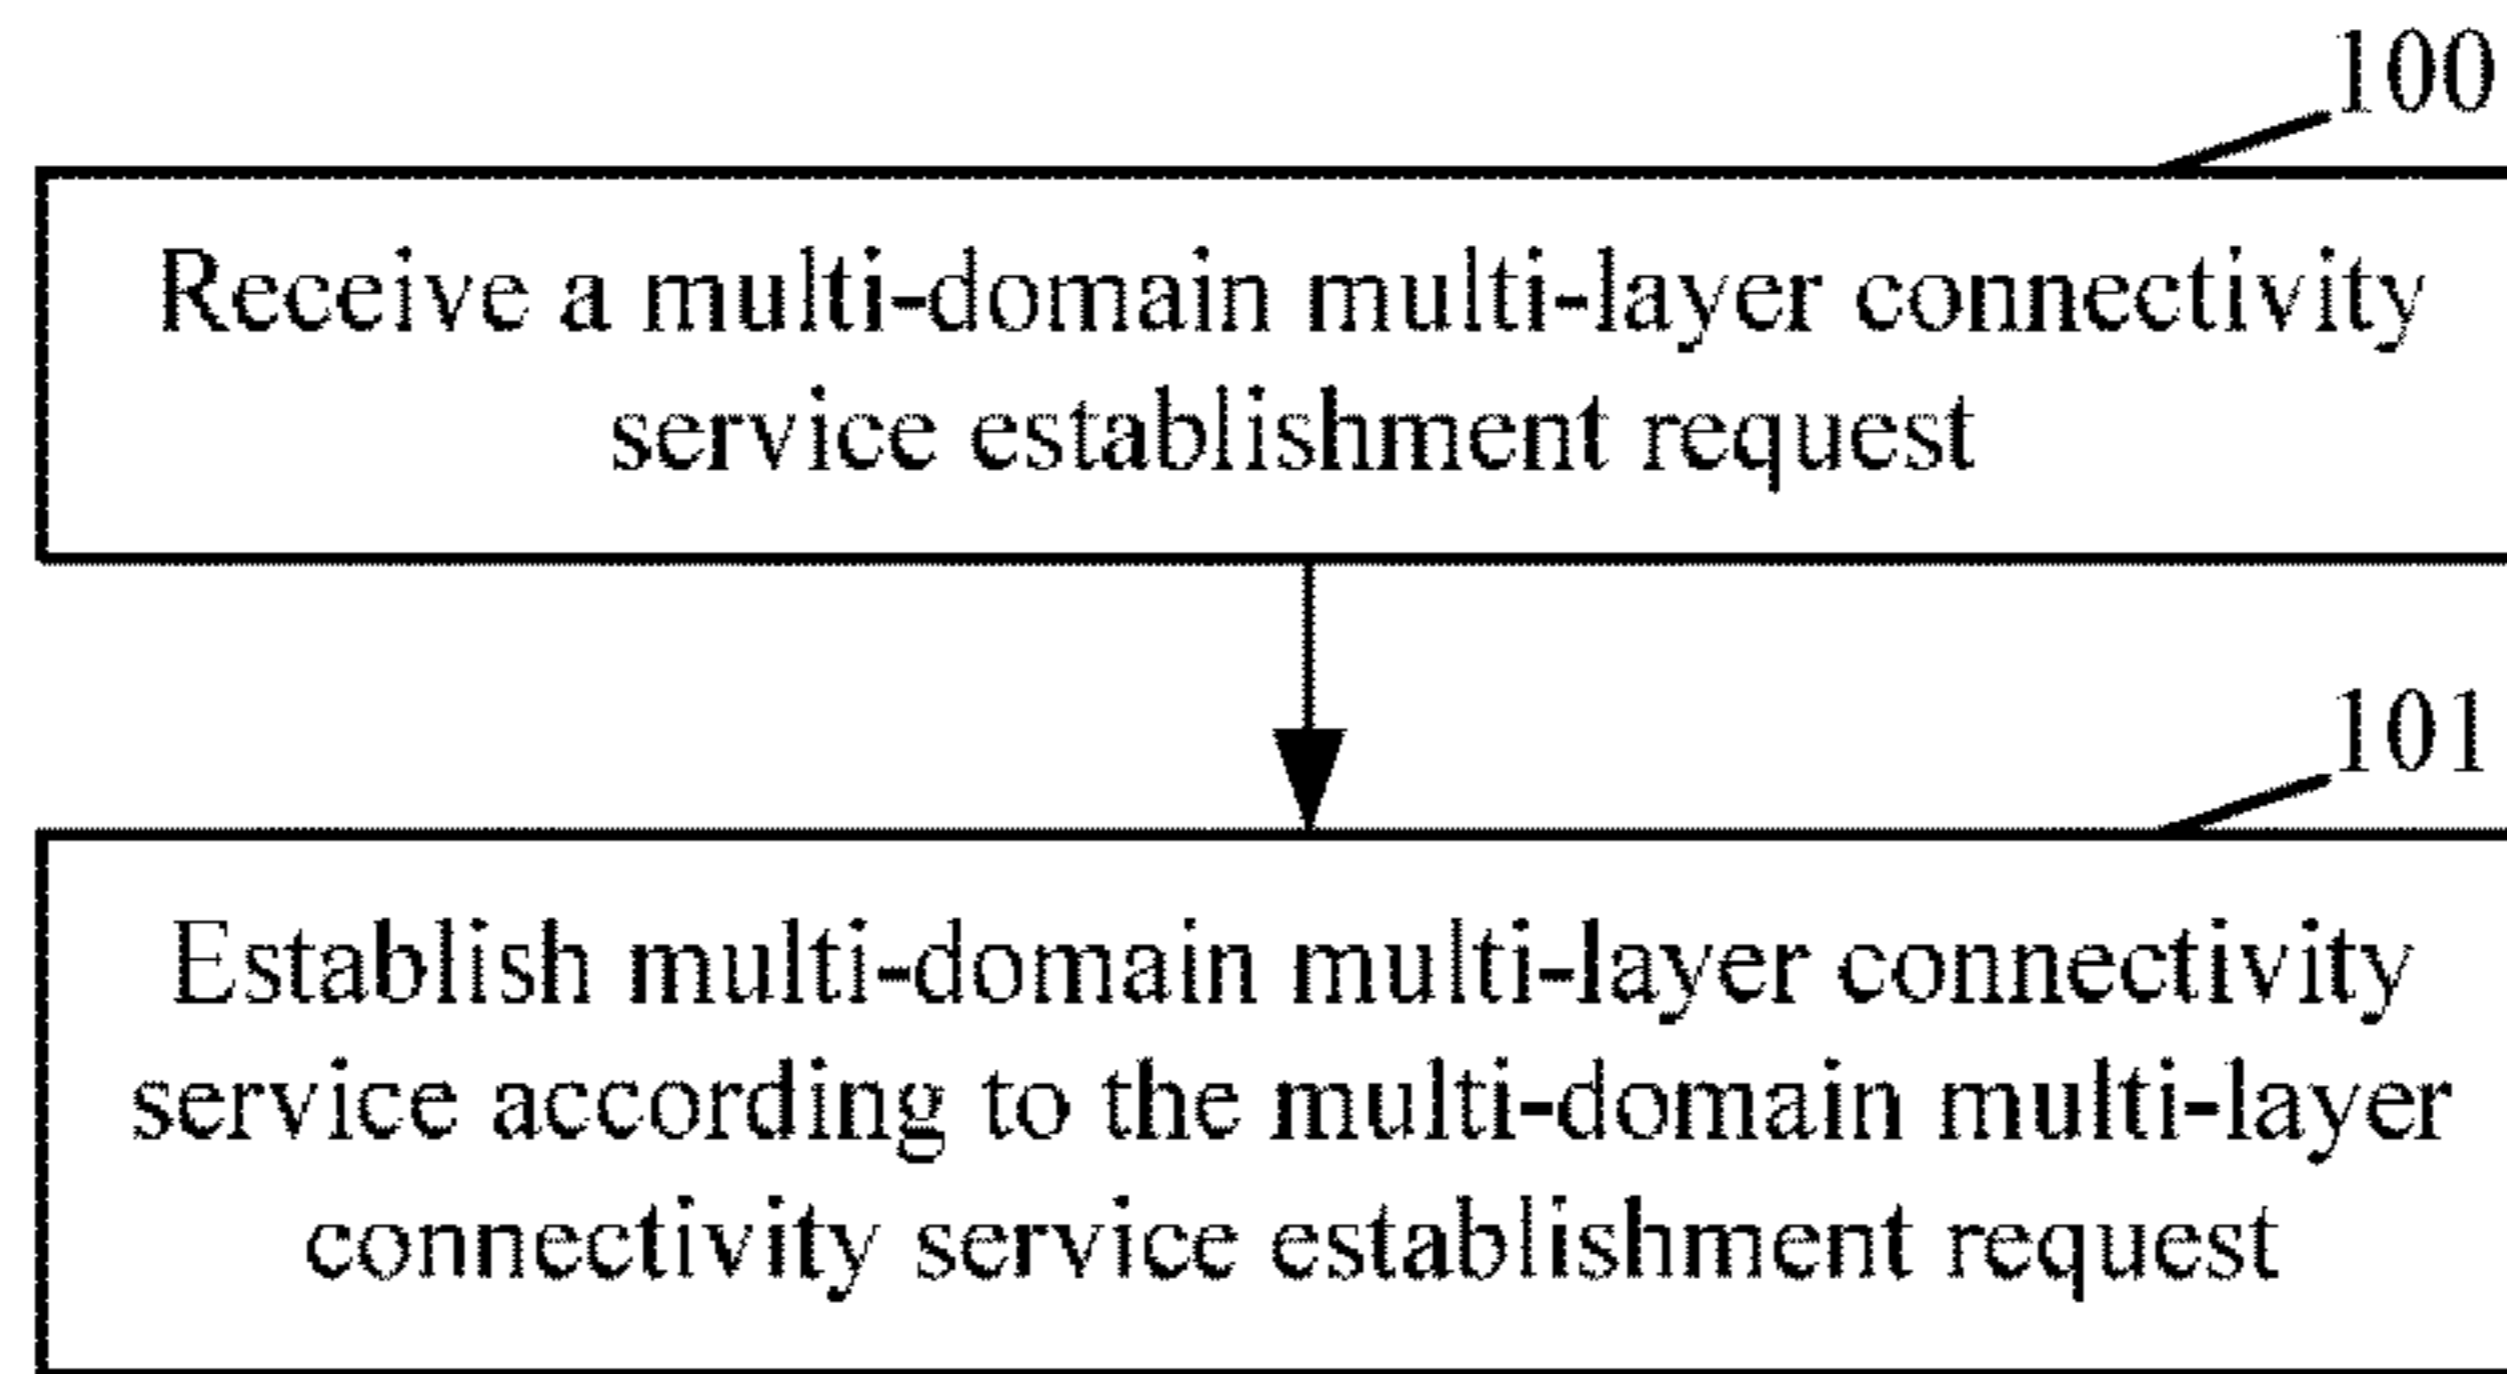 100
Receive a multi-domain multi-layer connectivity
service establishment request
101
Establish multi-domain multi-layer connectivity
service according to the multi-domain multi-layer
connectivity service establishment request